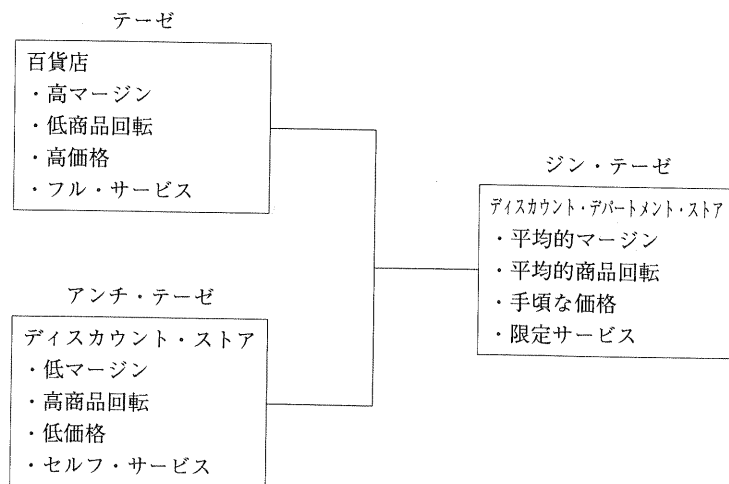 テーゼ
百貨店
・高マージン
・低商品回転
・高価格
・フル・サービス
アンチ・テーゼ
ディスカウント・ストア
・低マージン
・高商品回転
・低価格
・セルフ・サービス
ジン・テーゼ
ディスカウント・デパートメント・ストア
・平均的マージン
・平均的商品回転
・手頃な価格
・限定サービス